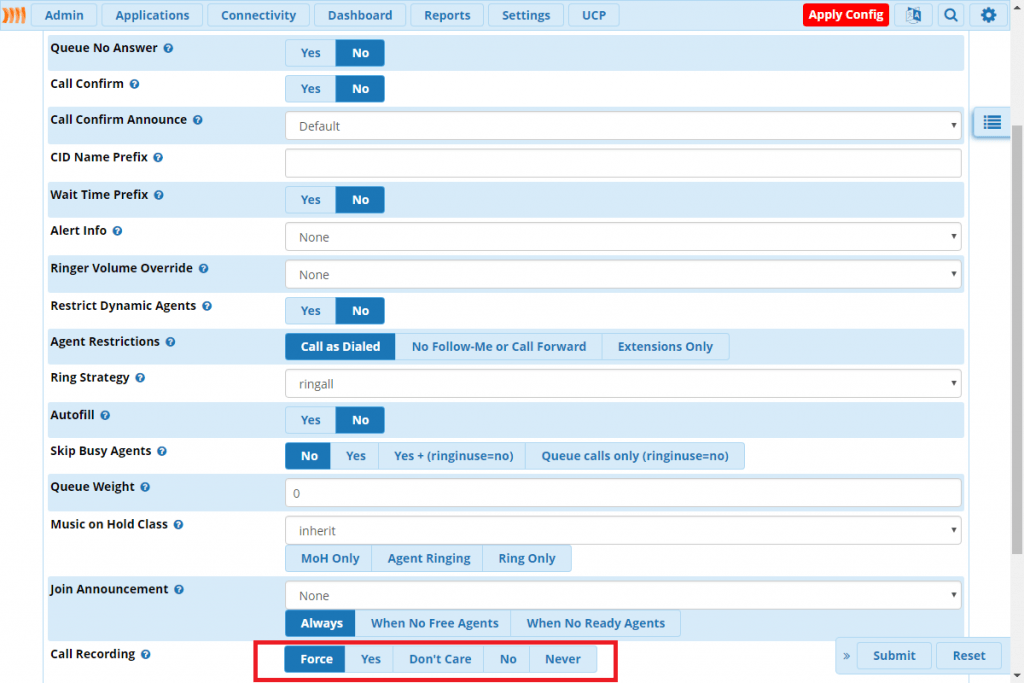 Admin Applications Connectivity Dashboard Reports Settings UCP Apply Config
Queue No Answer Yes No
Call Confirm Yes No
Call Confirm Announce Default
CID Name Prefix
Wait Time Prefix Yes No
Alert Info None
Ringer Volume Override None
Restrict Dynamic Agents Yes No
Agent Restrictions Call as Dialed No Follow-Me or Call Forward Extensions Only
Ring Strategy ringall
Autofill Yes No
Skip Busy Agents No Yes Yes + (ringinuse=no) Queue calls only (ringinuse=no)
Queue Weight 0
Music on Hold Class inherit
MoH Only Agent Ringing Ring Only
Join Announcement None
Always When No Free Agents When No Ready Agents
Call Recording Force Yes Don't Care No Never » Submit Reset